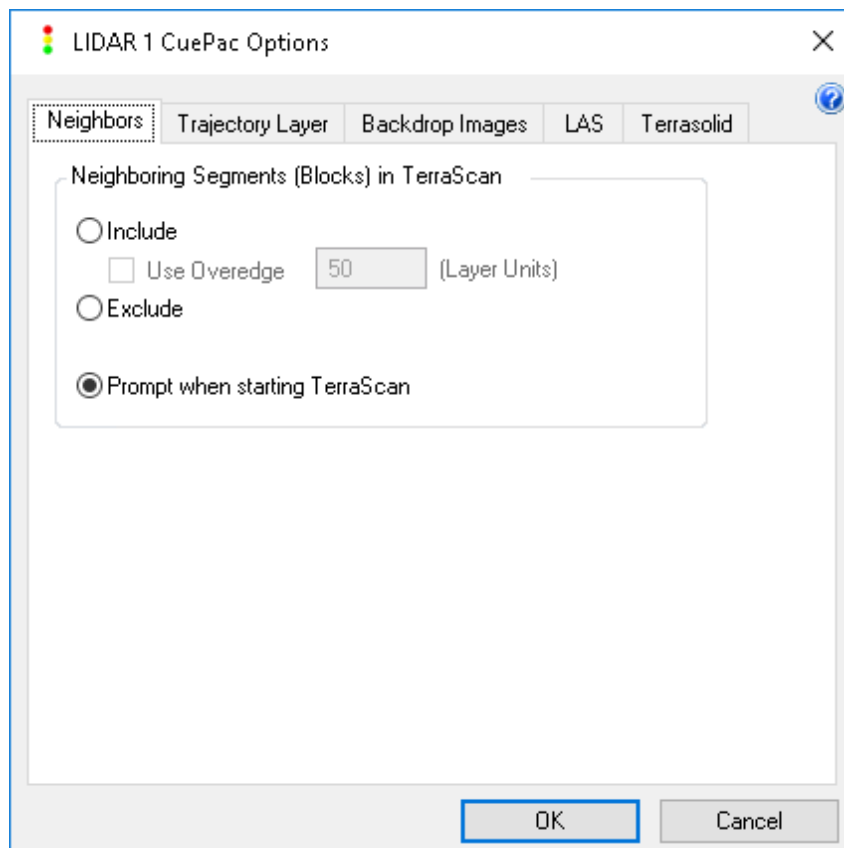 LIDAR 1 CuePac Options
Neighbors Trajectory Layer Backdrop Images LAS Terrasolid
Neighboring Segments (Blocks) in TerraScan
Include
Use Overedge 50 (Layer Units)
Exclude
Prompt when starting TerraScan
OK Cancel